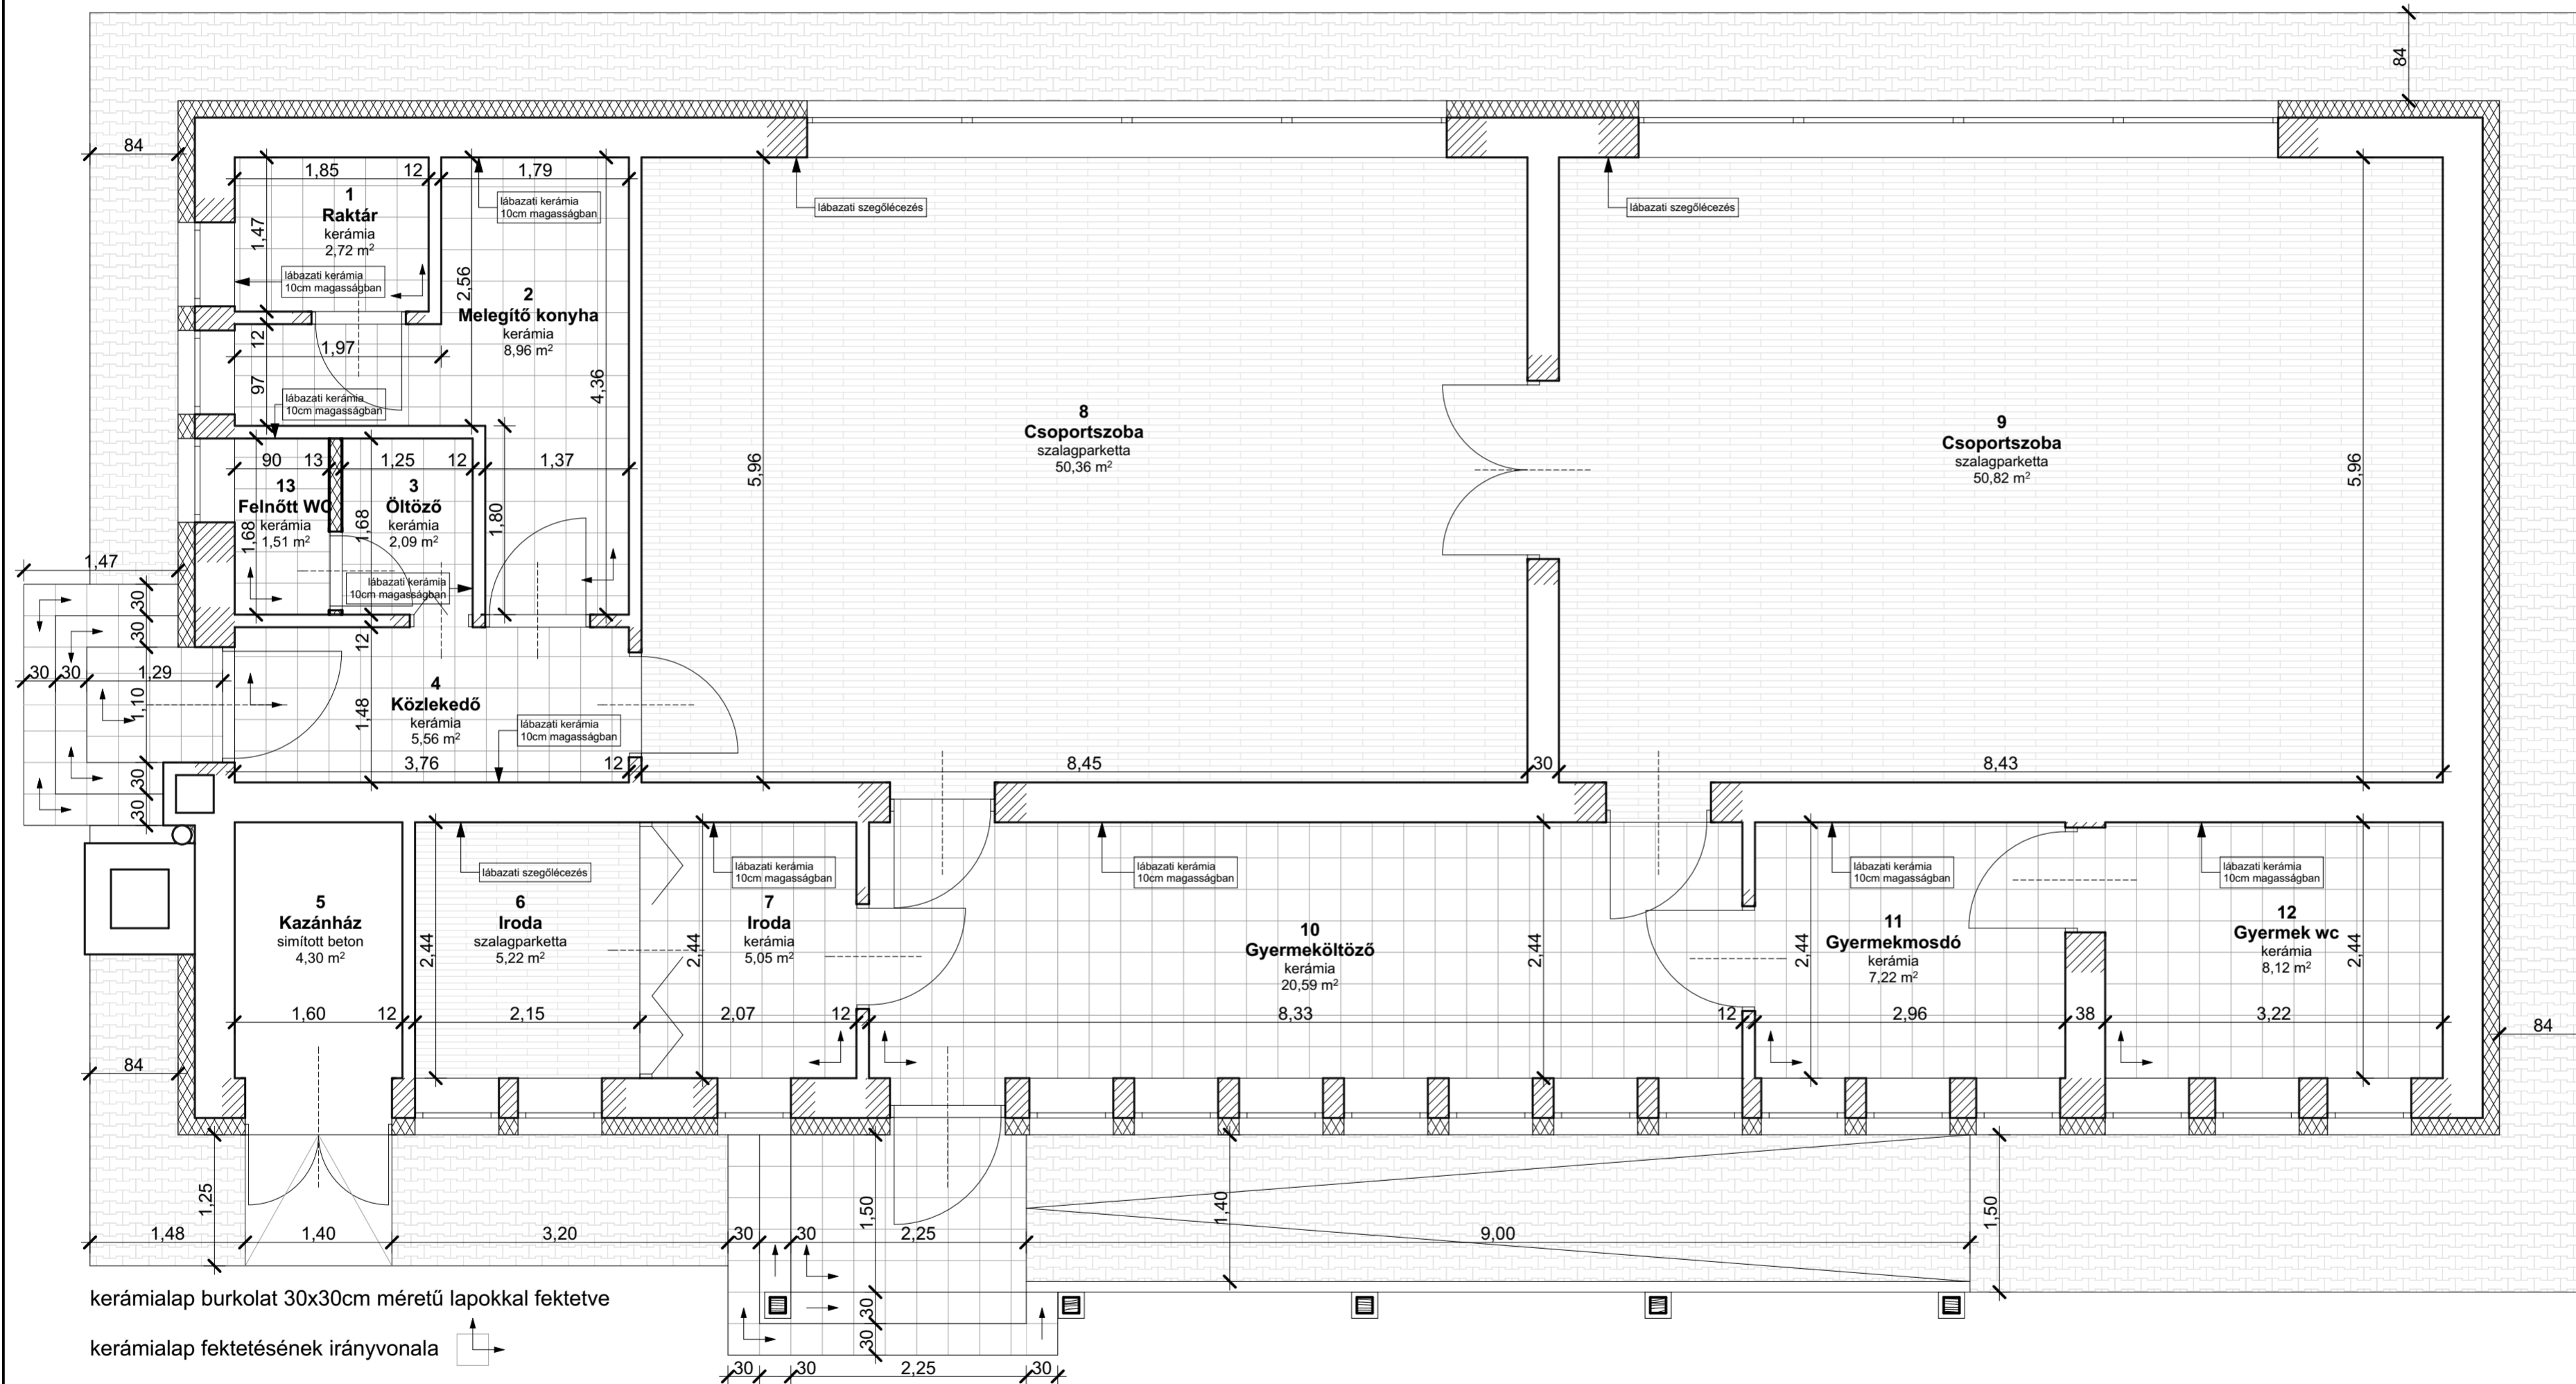 84
84
1,85
12
1,79
1
Raktár
kerámia
2,72 m²
1,47
lábazati kerámia
10cm magasságban
lábazati kerámia
10cm magasságban
2,56
2
Melegítő konyha
kerámia
8,96 m²
12
1,97
97
4,36
lábazati kerámia
10cm magasságban
90
13
1,25
12
1,37
13
Felnőtt WC
kerámia
1,51 m²
1,68
3
Öltöző
kerámia
2,09 m²
1,68
1,80
lábazati kerámia
10cm magasságban
lábazati szegőlécezés
8
Csoportszoba
szalagparketta
50,36 m²
5,96
lábazati szegőlécezés
9
Csoportszoba
szalagparketta
50,82 m²
5,96
1,47
30
30
30
30
1,29
1,10
30
30
12
1,48
4
Közlekedő
kerámia
5,56 m²
lábazati kerámia
10cm magasságban
3,76
12
8,45
30
8,43
5
Kazánház
simított beton
4,30 m²
1,60
12
lábazati szegőlécezés
6
Iroda
szalagparketta
5,22 m²
2,44
2,15
lábazati kerámia
10cm magasságban
7
Iroda
kerámia
5,05 m²
2,44
2,07
12
lábazati kerámia
10cm magasságban
10
Gyermeköltöző
kerámia
20,59 m²
2,44
8,33
12
lábazati kerámia
10cm magasságban
11
Gyermekmosdó
kerámia
7,22 m²
2,44
2,96
38
lábazati kerámia
10cm magasságban
12
Gyermek wc
kerámia
8,12 m²
2,44
3,22
84
84
1,25
1,48
1,40
3,20
30
30
2,25
1,50
1,40
9,00
1,50
30
30
30
30
2,25
30
kerámialap burkolat 30x30cm méretű lapokkal fektetve
kerámialap fektetésének irányvonala